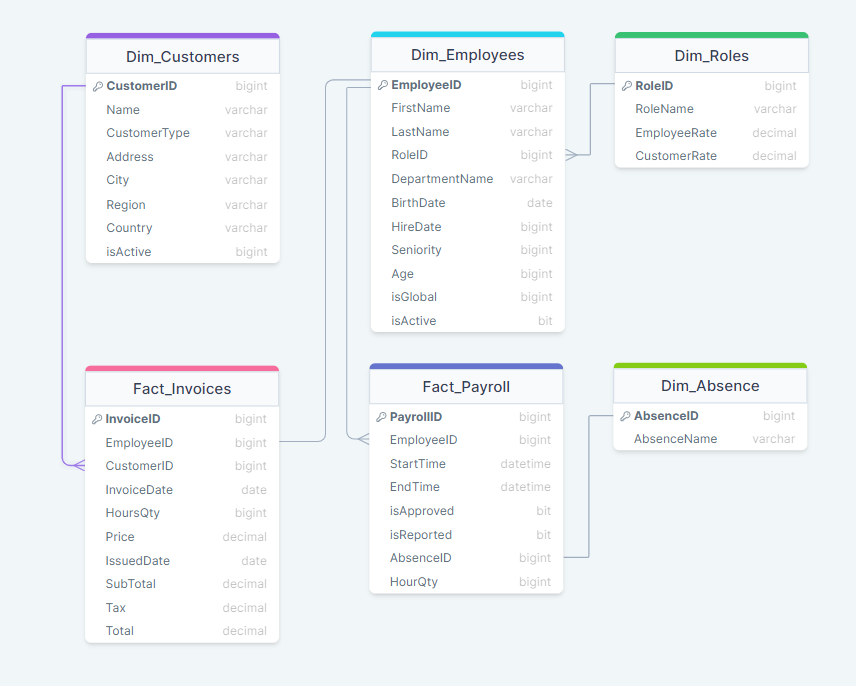 Dim_Customers
CustomerID bigint
Name varchar
CustomerType varchar
Address varchar
City varchar
Region varchar
Country varchar
isActive bigint
Dim_Employees
EmployeeID bigint
FirstName varchar
LastName varchar
RoleID bigint
DepartmentName varchar
BirthDate date
HireDate bigint
Seniority bigint
Age bigint
isGlobal bigint
isActive bit
Dim_Roles
RoleID bigint
RoleName varchar
EmployeeRate decimal
CustomerRate decimal
Fact_Invoices
InvoiceID bigint
EmployeeID bigint
CustomerID bigint
InvoiceDate date
HoursQty bigint
Price decimal
IssuedDate date
SubTotal decimal
Tax decimal
Total decimal
Fact_Payroll
PayrollID bigint
EmployeeID bigint
StartTime datetime
EndTime datetime
isApproved bit
isReported bit
AbsenceID bigint
HourQty bigint
Dim_Absence
AbsenceID bigint
AbsenceName varchar